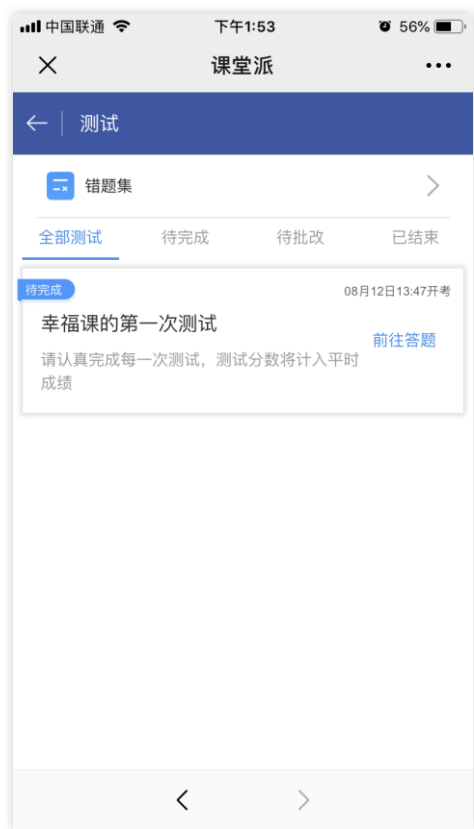 中国联通 下午1:53 56%
课堂派
测试
错题集
全部测试 待完成 待批改 已结束
待完成 08月12日13:47开考
幸福课的第一次测试
前往答题
请认真完成每一次测试，测试分数将计入平时
成绩